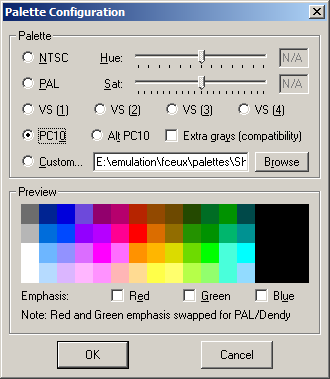 Palette Configuration
Palette
NTSC Hue: N/A
PAL Sat: N/A
VS (1) VS (2) VS (3) VS (4)
PC10 Alt PC10 Extra grays (compatibility)
Custom... E:\emulation\fceux\palettes\Sh Browse
Preview
Emphasis: Red Green Blue
Note: Red and Green emphasis swapped for PAL/Dendy
OK Cancel